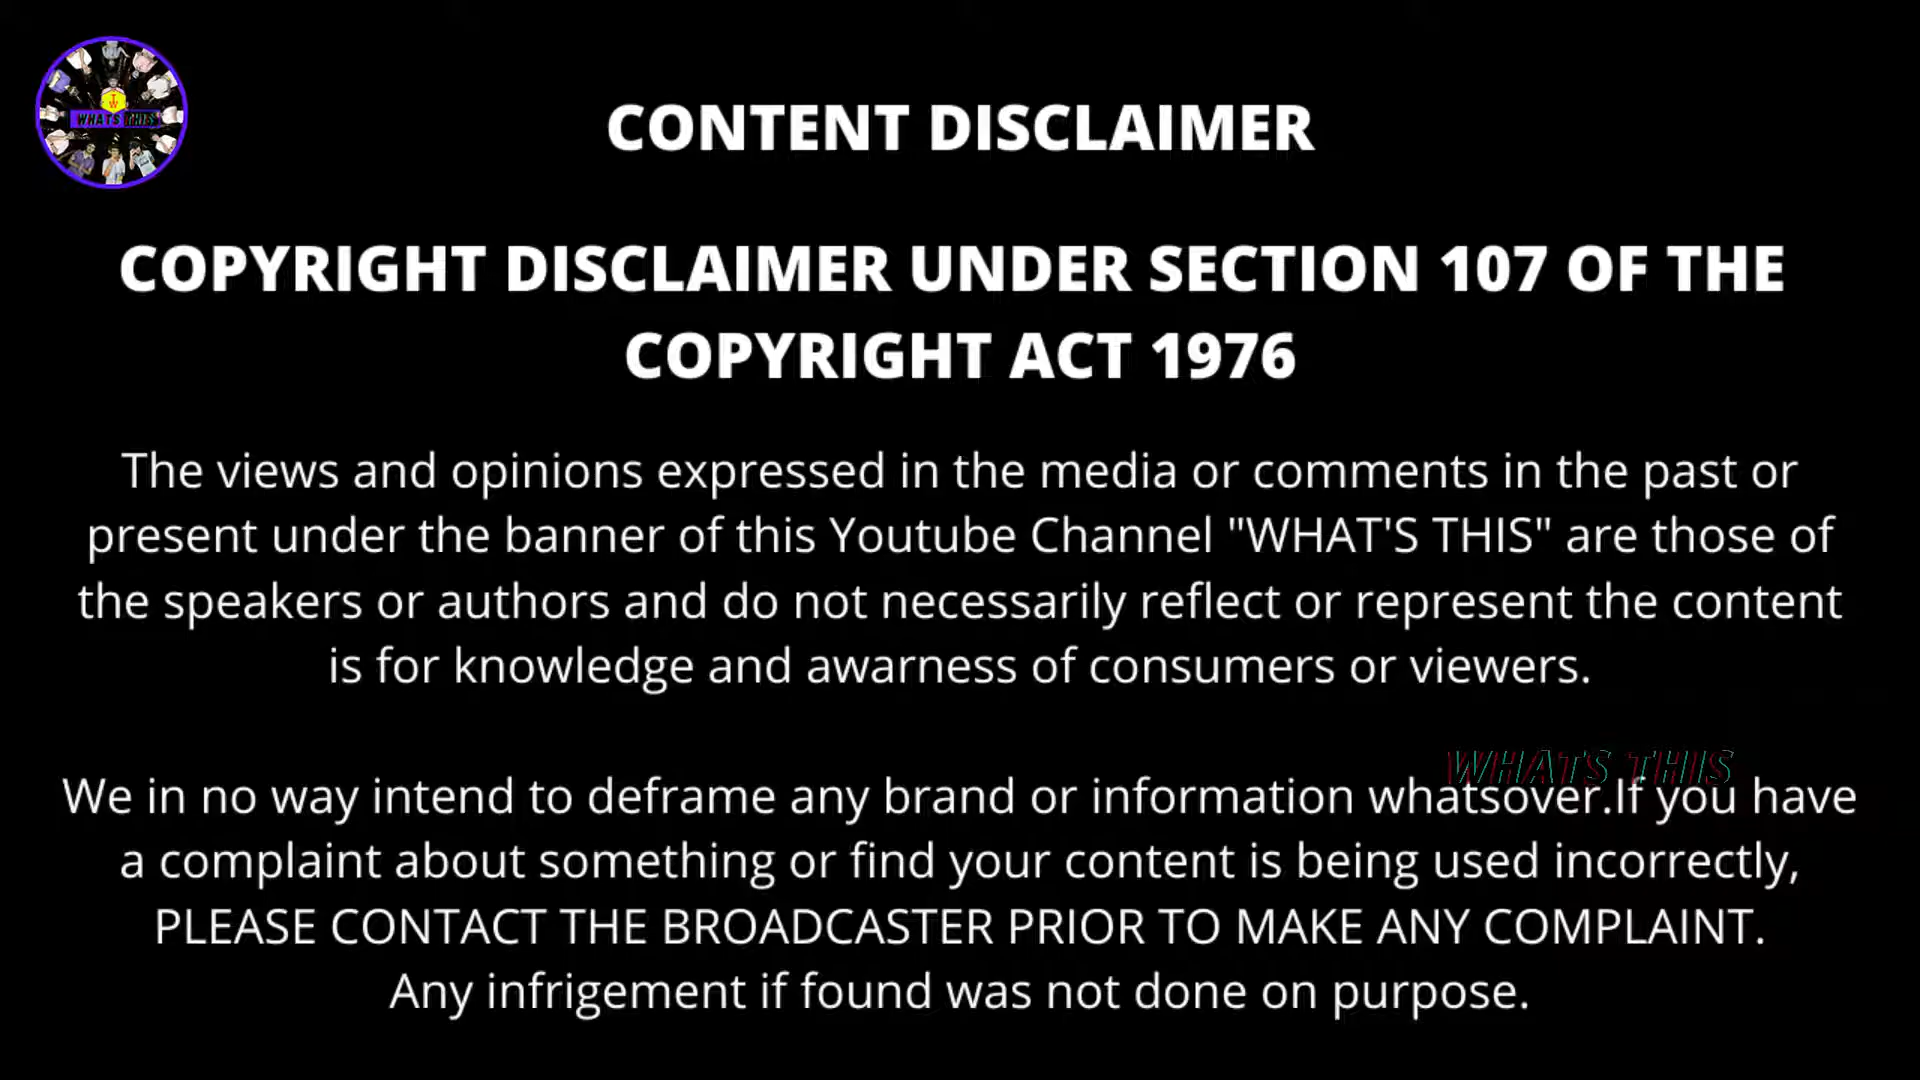 WHATS THIS
CONTENT DISCLAIMER
COPYRIGHT DISCLAIMER UNDER SECTION 107 OF THE
COPYRIGHT ACT 1976
The views and opinions expressed in the media or comments in the past or
present under the banner of this Youtube Channel "WHAT'S THIS" are those of
the speakers or authors and do not necessarily reflect or represent the content
is for knowledge and awarness of consumers or viewers.
WHATS THIS
We in no way intend to deframe any brand or information whatsover.If you have
a complaint about something or find your content is being used incorrectly,
PLEASE CONTACT THE BROADCASTER PRIOR TO MAKE ANY COMPLAINT.
Any infrigement if found was not done on purpose.